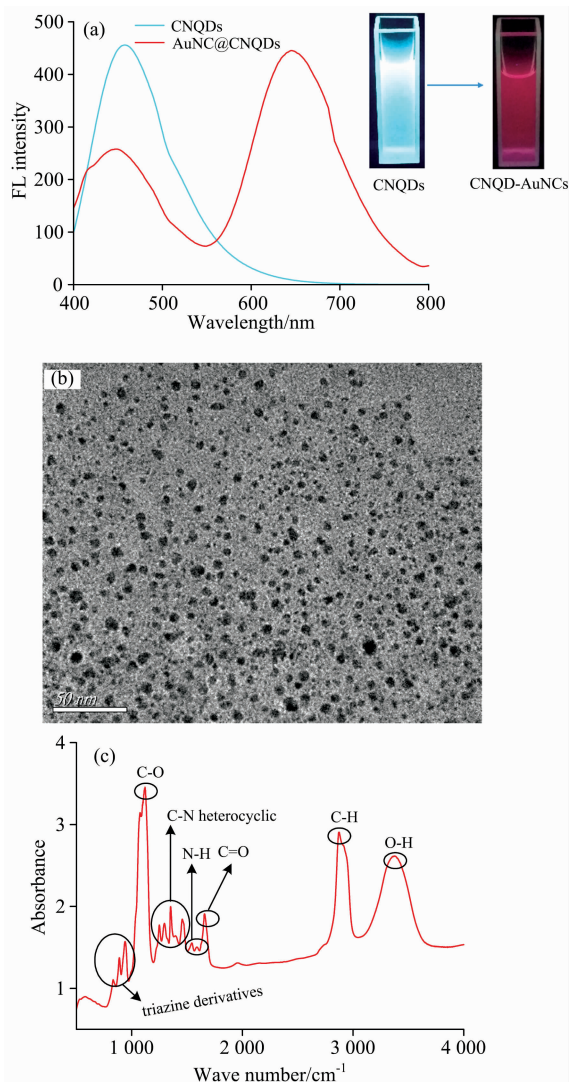 (a)
CNQDs
AuNC@CNQDs
500
400
300
200
100
0
FL intensity
400
500
600
700
800
Wavelength/nm
CNQDs
CNQD-AuNCs
(b)
50 nm
(c)
4
3
2
1
Absorbance
C-O
C-N heterocyclic
N-H
C=O
C-H
O-H
triazine derivatives
1 000
2 000
3 000
4 000
Wave number/cm-1